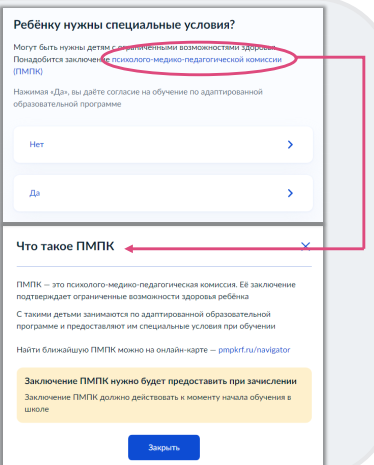 Ребёнку нужны специальные условия?
Могут быть нужны детям с ограниченными возможностями здоровья.
Понадобится заключение психолого-медико-педагогической комиссии
(ПМПК)
Нажимая «Да», вы даёте согласие на обучение по адаптированной
образовательной программе
Нет
Да
Что такое ПМПК
ПМПК — это психолого-медико-педагогическая комиссия. Её заключение
подтверждает ограниченные возможности здоровья ребёнка
С такими детьми занимаются по адаптированной образовательной
программе и предоставляют им специальные условия при обучении
Найти ближайшую ПМПК можно на онлайн-карте — pmpkrf.ru/navigator
Заключение ПМПК нужно будет предоставить при зачислении
Заключение ПМПК должно действовать к моменту начала обучения в
школе
Закрыть